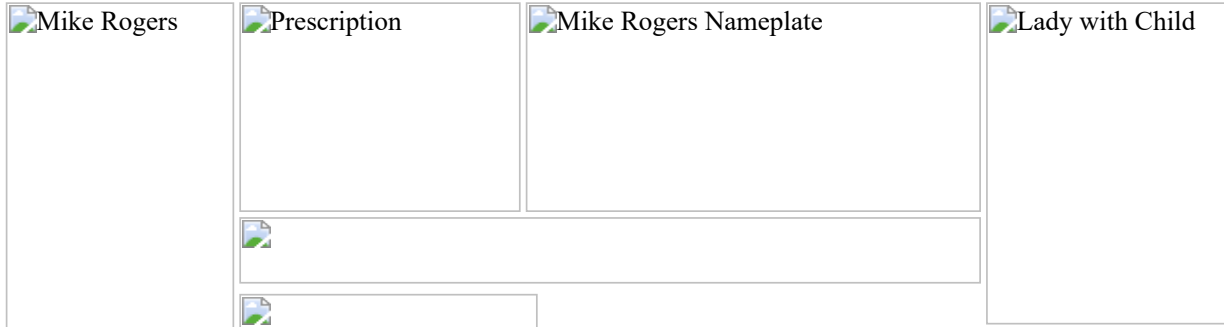 Mike Rogers
Prescription
Mike Rogers Nameplate
Lady with Child